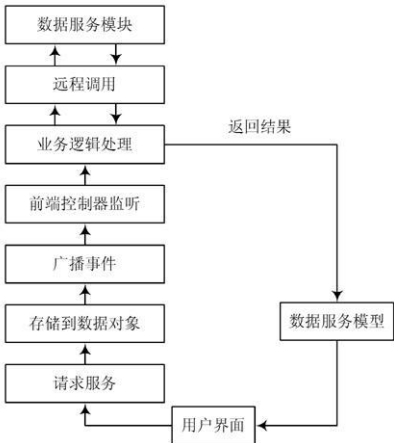 数据服务模块
远程调用
业务逻辑处理
返回结果
前端控制器监听
广播事件
存储到数据对象
数据服务模型
请求服务
用户界面